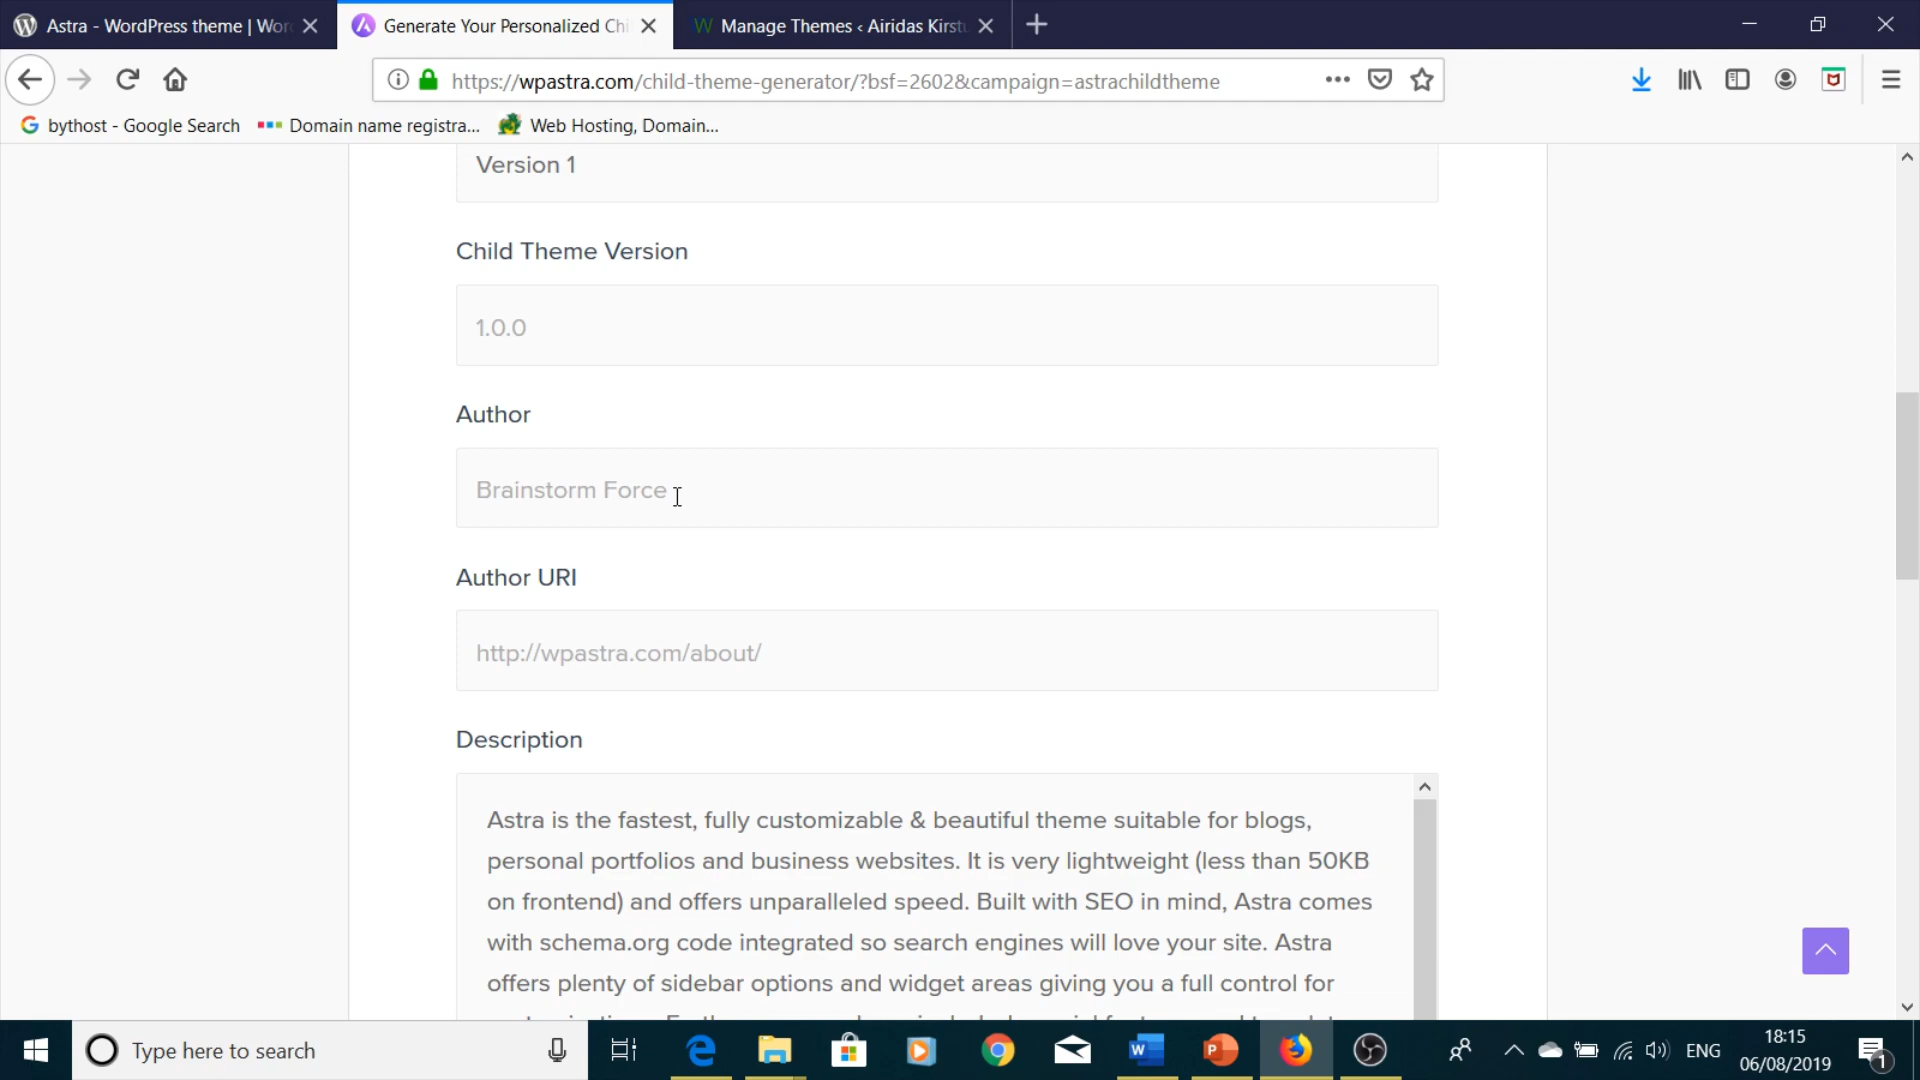 Astra - WordPress theme | Wor
Generate Your Personalized Chi
Manage Themes ‹ Airidas Kirstu
https://wpastra.com/child-theme-generator/?bsf=2602&campaign=astrachildtheme
bythost - Google Search
Domain name registra...
Web Hosting, Domain...
Version 1
Child Theme Version
1.0.0
Author
Brainstorm Force
Author URI
http://wpastra.com/about/
Description
Astra is the fastest, fully customizable & beautiful theme suitable for blogs,
personal portfolios and business websites. It is very lightweight (less than 50KB
on frontend) and offers unparalleled speed. Built with SEO in mind, Astra comes
with schema.org code integrated so search engines will love your site. Astra
offers plenty of sidebar options and widget areas giving you a full control for
Type here to search
ENG
18:15
06/08/2019
1